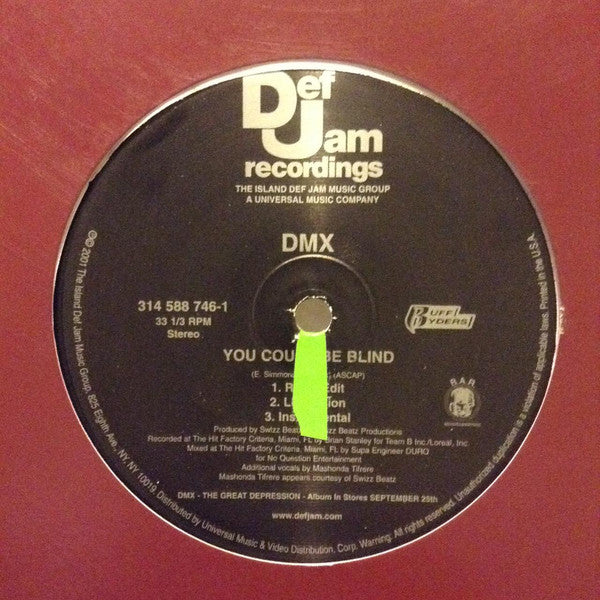 Def
Jam
recordings
THE ISLAND DEF JAM MUSIC GROUP
A UNIVERSAL MUSIC COMPANY
DMX
314 588 746-1
33 1/3 RPM
Stereo
RUFF
RYDERS
YOU BE BLIND
(E. Simmons (ASCAP)
1. Edit
2.
3.
B.A.R.
Produced by Swizz Beatz Beatz Productions
Recorded at The Hit Factory Criteria, Miami, FL by Brian Stanley for Team B Inc./Loreal, Inc.
Mixed at The Hit Factory Criteria, Miami, FL by Supa Engineer DURO
for No Question Entertainment
Additional vocals by Mashonda Tifrere
Mashonda Tifrere appears courtesy of Swizz Beatz
DMX - THE GREAT DEPRESSION - Album In Stores SEPTEMBER 25th
www.defjam.com
℗© 2001 The Island Def Jam Music Group, 825 Eighth Ave., NY, NY 10019. Distributed by Universal Music & Video Distribution, Corp. Warning: All rights reserved. Unauthorized duplication is a violation of applicable laws. Printed in the U.S.A.